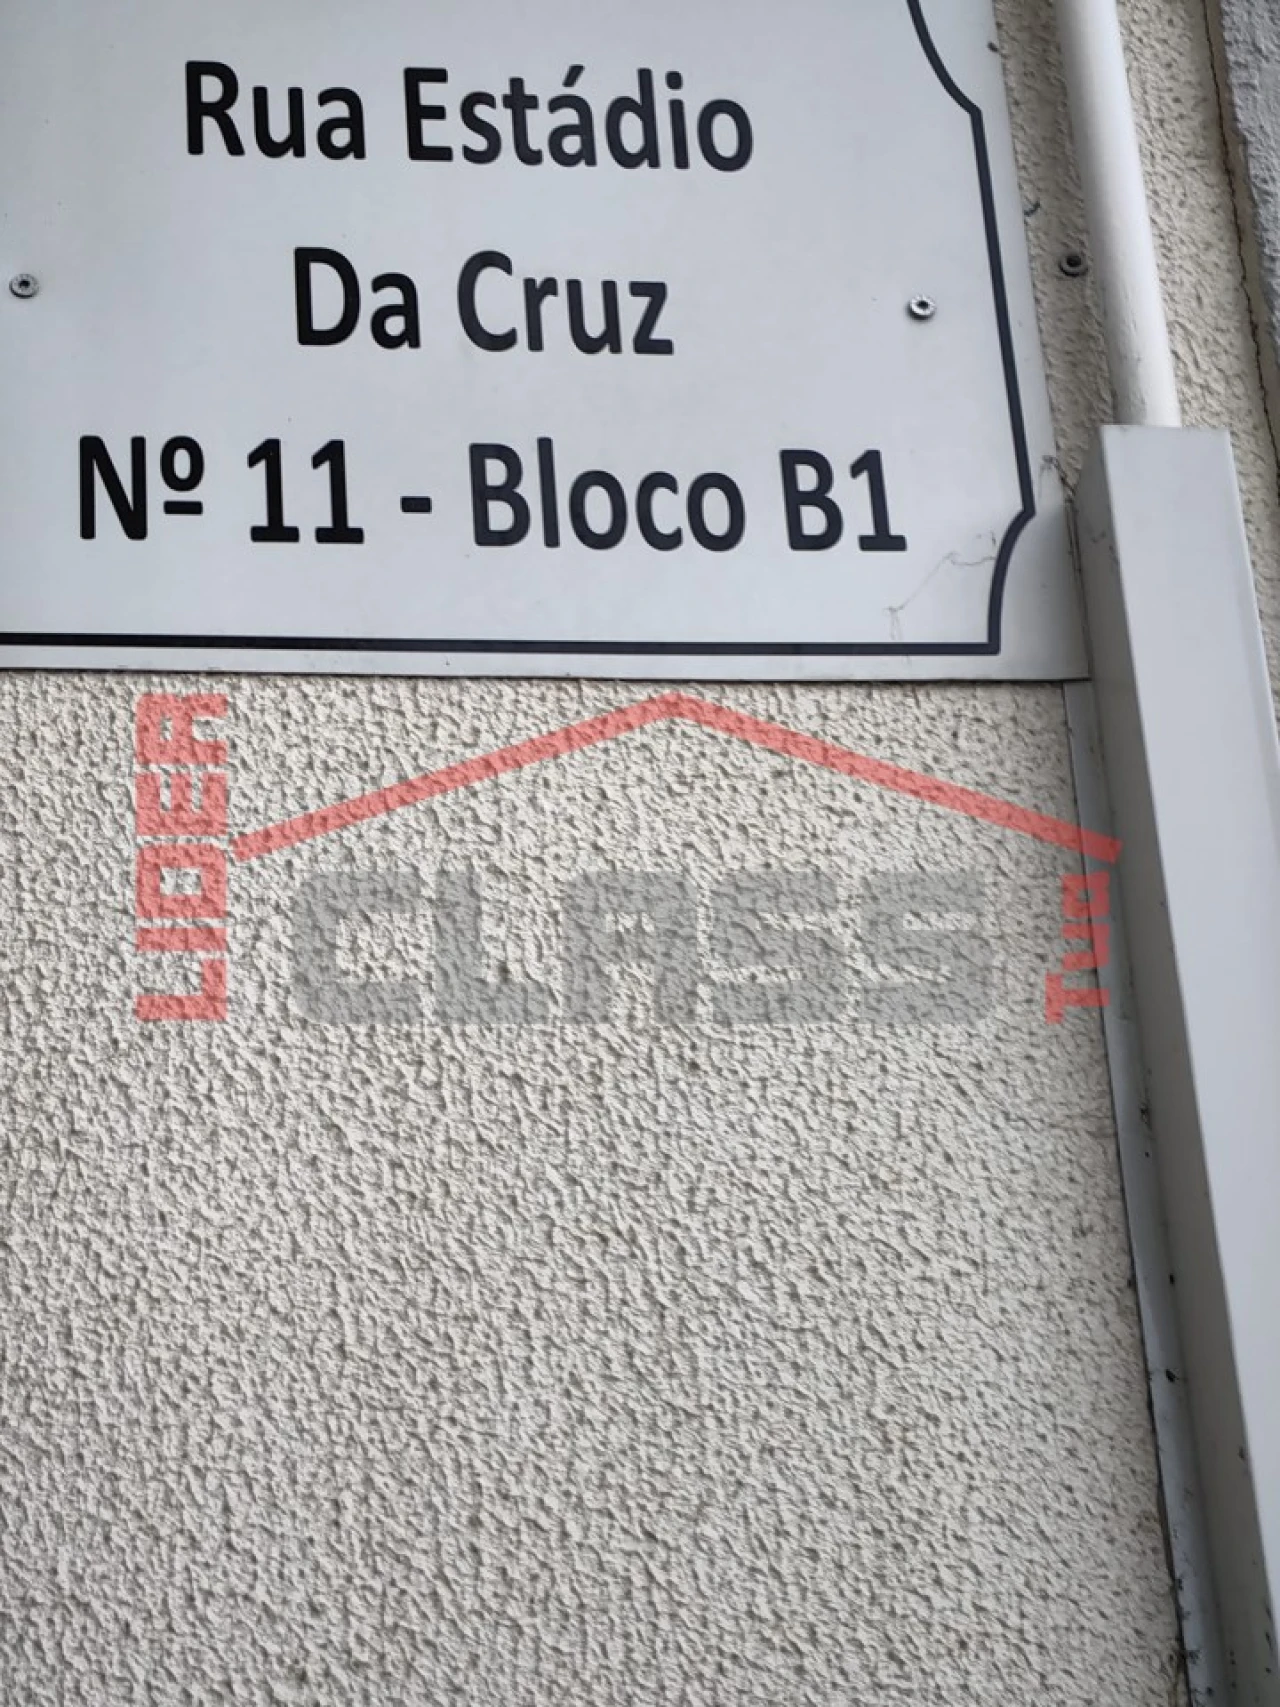 Rua Estádio
Da Cruz
Nº 11 - Bloco B1
LIDER
CLASS
Tua